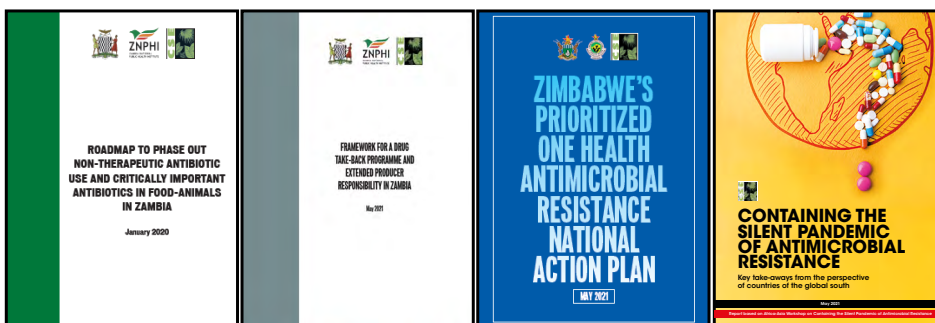 ZNPHI
ROADMAP TO PHASE OUT
NON-THERAPEUTIC ANTIBIOTIC
USE AND CRITICALLY IMPORTANT
ANTIBIOTICS IN FOOD-ANIMALS
IN ZAMBIA
January 2020
ZNPHI
FRAMEWORK FOR A DRUG
TAKE-BACK PROGRAMME AND
EXTENDED PRODUCER
RESPONSIBILITY IN ZAMBIA
May 2021
ZIMBABWE'S
PRIORITIZED
ONE HEALTH
ANTIMICROBIAL
RESISTANCE
NATIONAL
ACTION PLAN
MAY 2021
CONTAINING THE
SILENT PANDEMIC
OF ANTIMICROBIAL
RESISTANCE
Key take-aways from the perspective
of countries of the global south
May 2021
Report based on Africa-Asia Workshop on Containing the Silent Pandemic of Antimicrobial Resistance